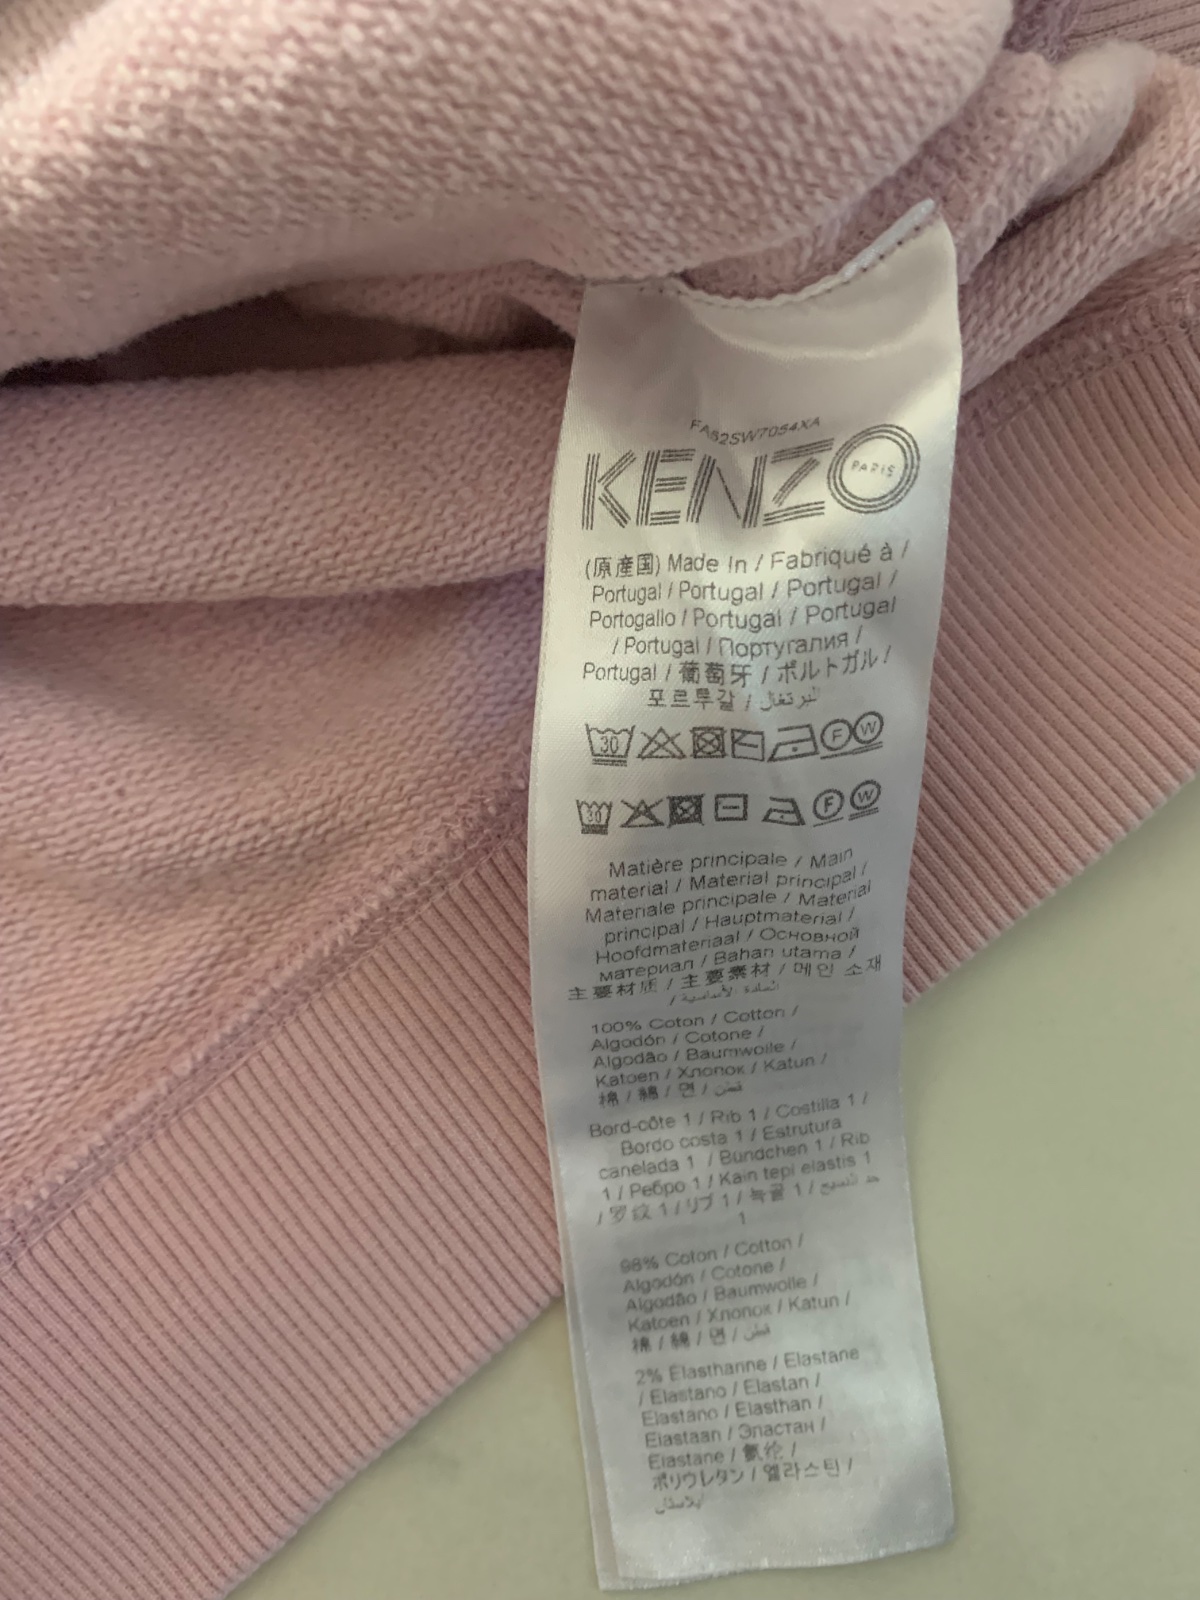 FA82SW7054XA
KENZO
PARIS
(原産国) Made In / Fabriqué à /
Portugal / Portugal / Portugal /
Portogallo / Portugal / Portugal
/ Portugal / Португалия /
Portugal / 葡萄牙 / ポルトガル /
포르투갈 / البرتغال
30
F W
30
F W
Matière principale / Main
material / Material principal /
Materiale principale / Material
principal / Hauptmaterial /
Hoofdmateriaal / Основной
материал / Bahan utama /
主要材质 / 主要素材 / 메인 소재
/ المادة الأساسية
100% Coton / Cotton /
Algodón / Cotone /
Algodão / Baumwolle /
Katoen / Хлопок / Katun /
棉 / 綿 / 면 / قطن
Bord-côte 1 / Rib 1 / Costilla 1 /
Bordo costa 1 / Estrutura
canelada 1 / Bündchen 1 / Rib
1 / Ребро 1 / Kain tepi elastis 1
/ 罗纹 1 / リブ 1 / 늑골 1 /
1
98% Coton / Cotton /
Algodón / Cotone /
Algodão / Baumwolle /
Katoen / Хлопок / Katun /
棉 / 綿 / 면 / قطن
2% Elasthanne / Elastane
/ Elastano / Elastan /
Elastano / Elasthan /
Elastaan / Эластан /
Elastane / 氨纶 /
ポリウレタン / 엘라스틴 /